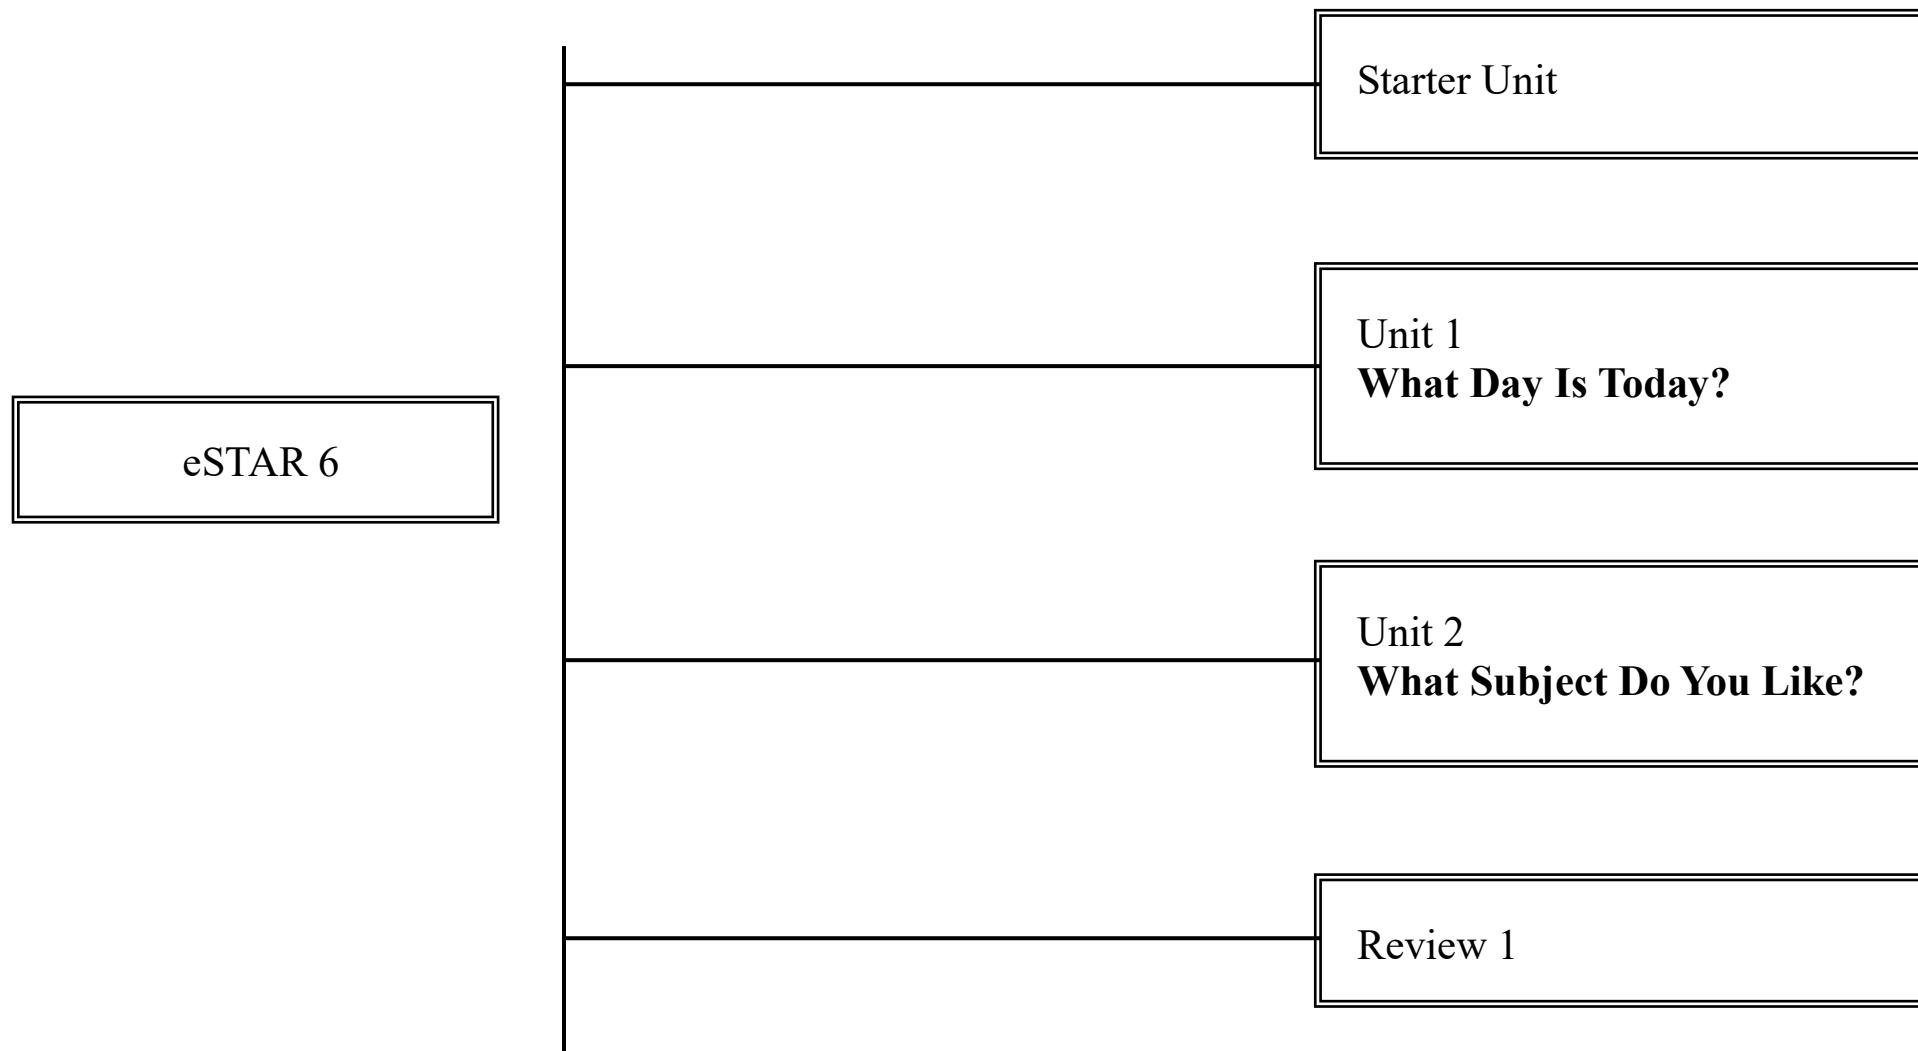 eSTAR 6
Starter Unit
Unit 1
What Day Is Today?
Unit 2
What Subject Do You Like?
Review 1